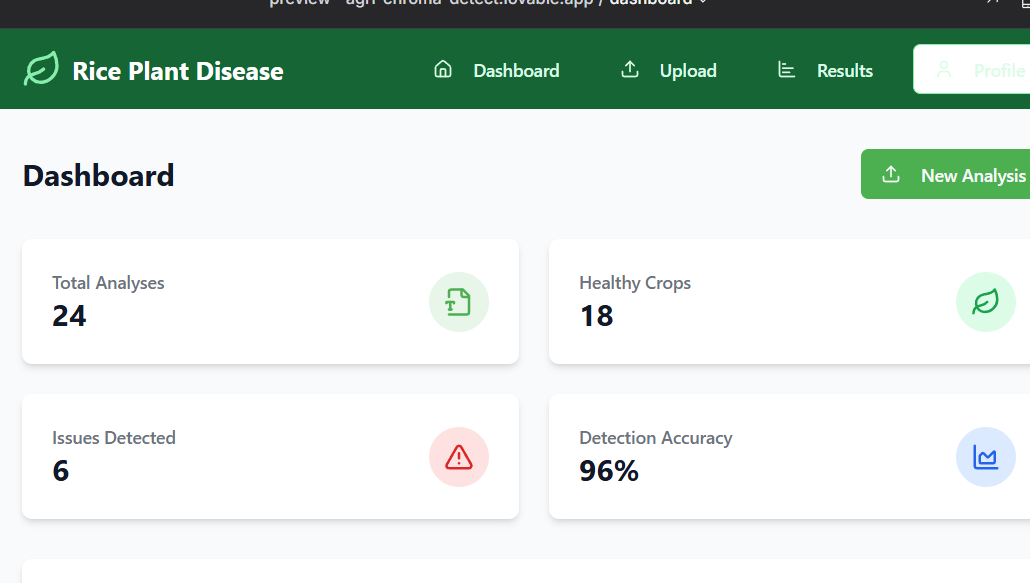 preview--agri-chroma-detect.lovable.app / dashboard
Rice Plant Disease
Dashboard
Upload
Results
Profile
Dashboard
New Analysis
Total Analyses
24
Healthy Crops
18
Issues Detected
6
Detection Accuracy
96%